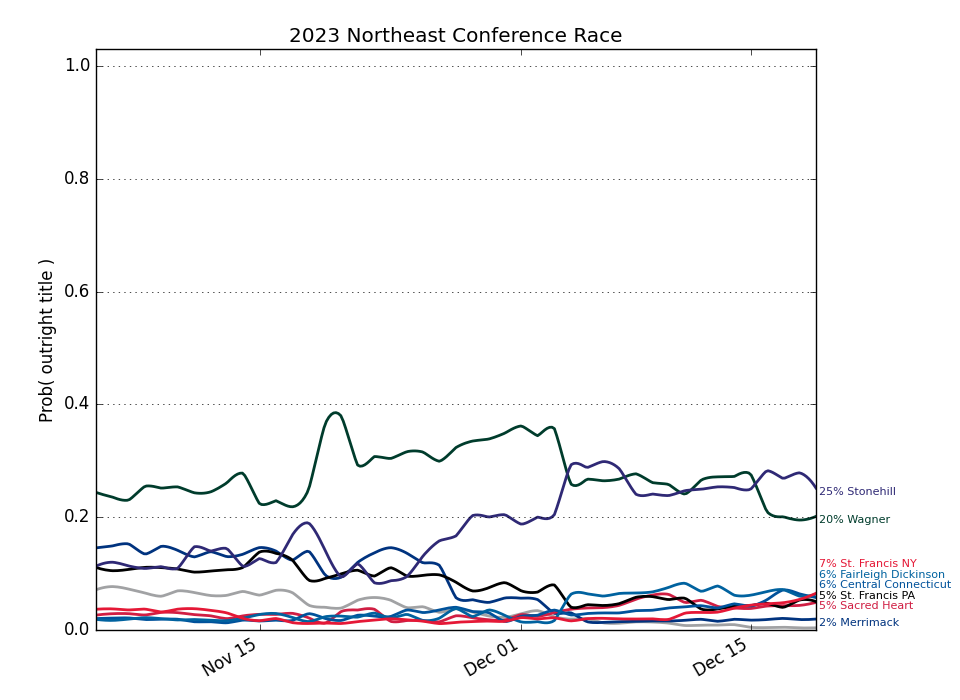 2023 Northeast Conference Race
Prob( outright title )
1.0
0.8
0.6
0.4
0.2
0.0
Nov 15
Dec 01
Dec 15
25% Stonehill
20% Wagner
7% St. Francis NY
6% Fairleigh Dickinson
6% Central Connecticut
5% St. Francis PA
5% Sacred Heart
2% Merrimack